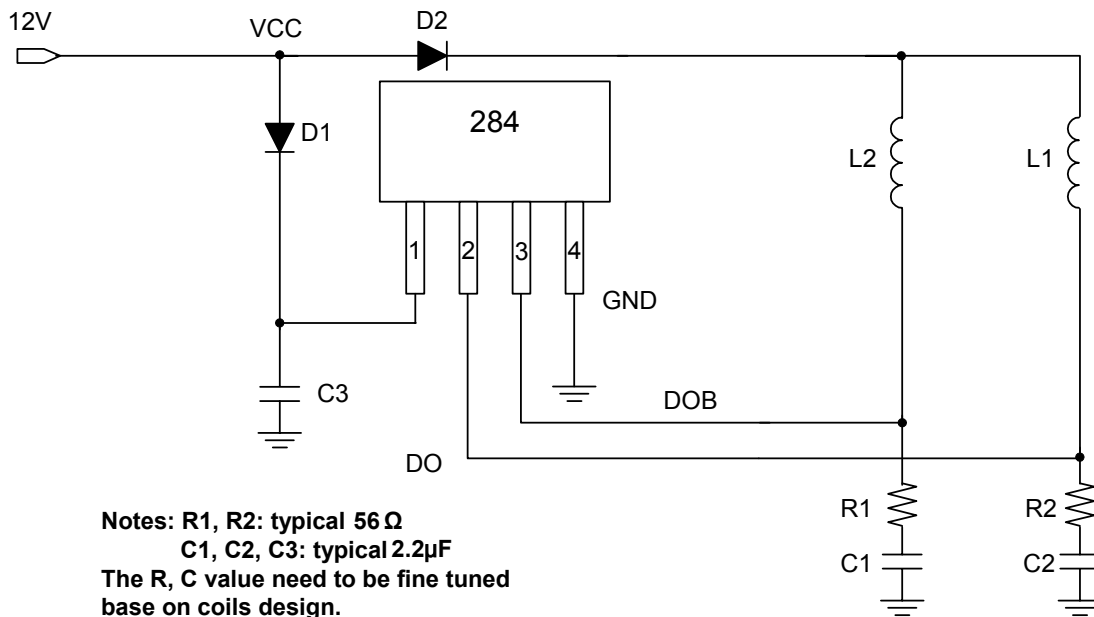 12V
VCC
D2
D1
284
L2
L1
1 2 3 4
GND
C3
DOB
DO
R1
R2
C1
C2
Notes: R1, R2: typical 56 Ω
C1, C2, C3: typical 2.2µF
The R, C value need to be fine tuned
base on coils design.